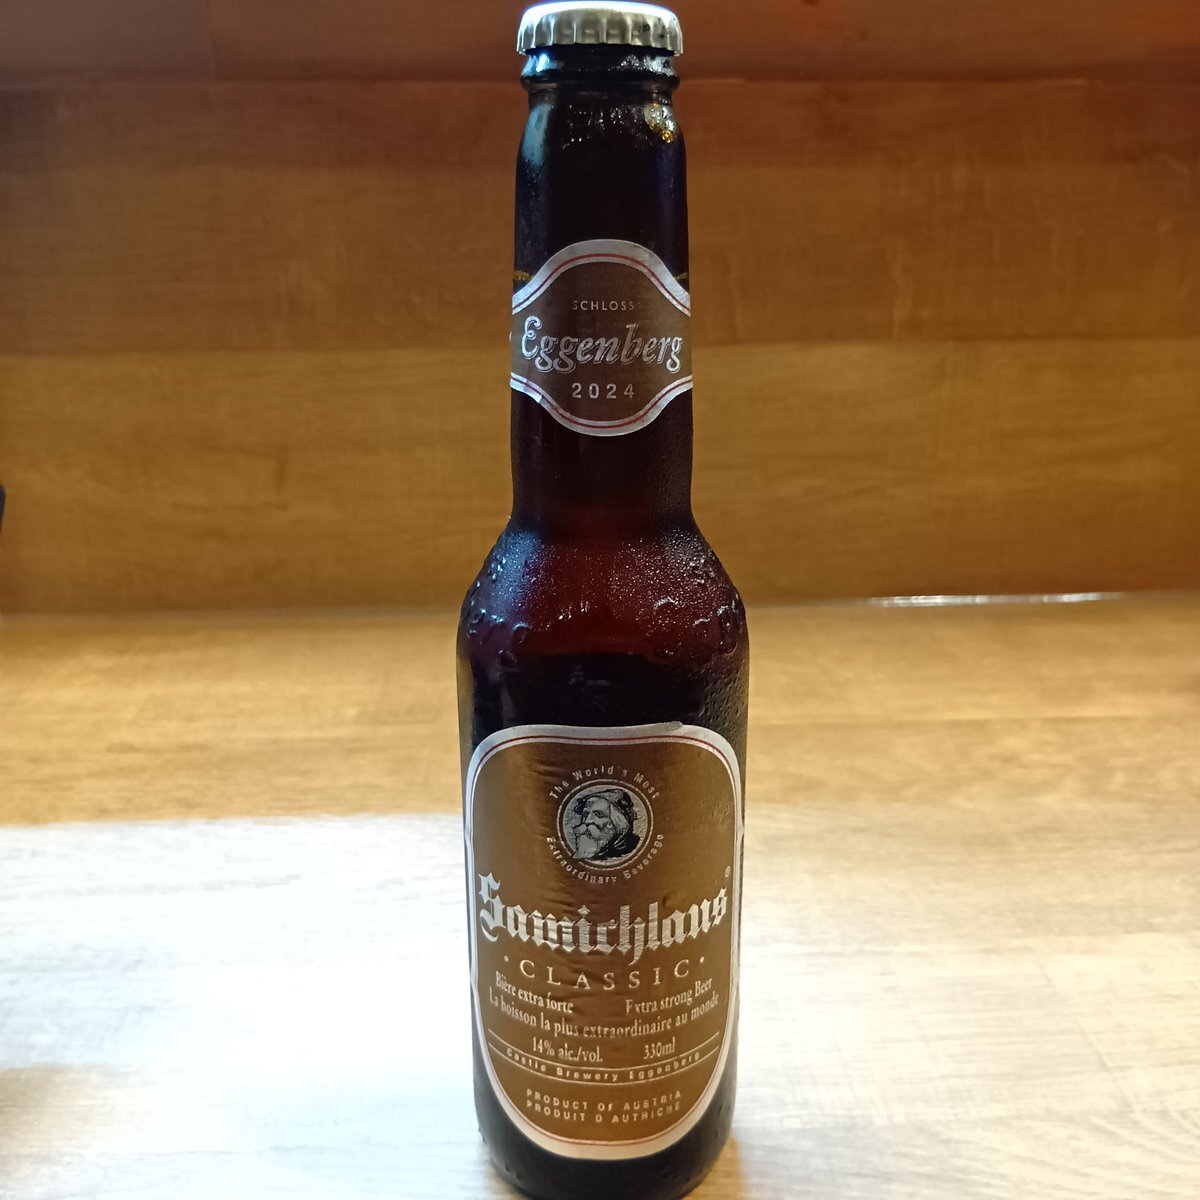 SCHLOSS
Eggenberg
2024
The World's Most
Extraordinary Beverage
Samichlaus®
·CLASSIC·
Bière extra forte Extra strong Beer
La boisson la plus extraordinaire au monde
14% alc./vol. 330ml
Castle Brewery Eggenberg
PRODUCT OF AUSTRIA
PRODUIT D'AUTRICHE